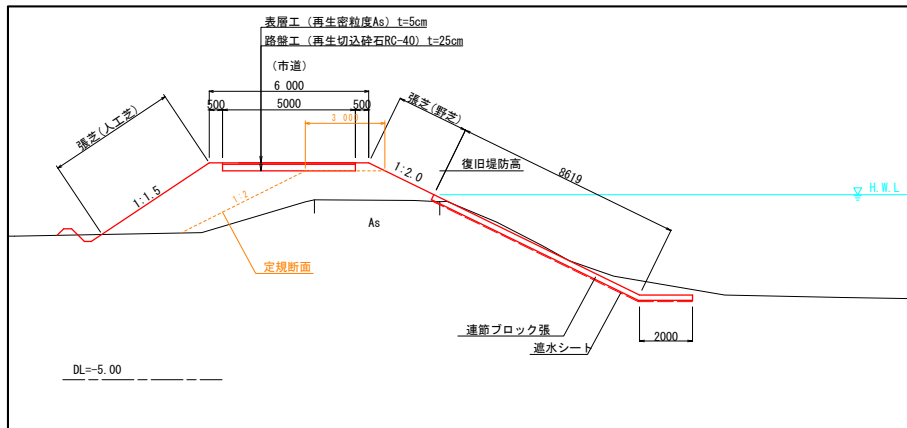 表層工（再生密粒度As）t=5cm
路盤工（再生切込砕石RC-40）t=25cm
（市道）
6 000
500
5000
500
3 000
張芝(人工芝)
張芝(野芝)
1:1.5
1:2
1:2.0
復旧堤防高
8619
H.W.L
As
定規断面
連節ブロック張
遮水シート
2000
DL=-5.00